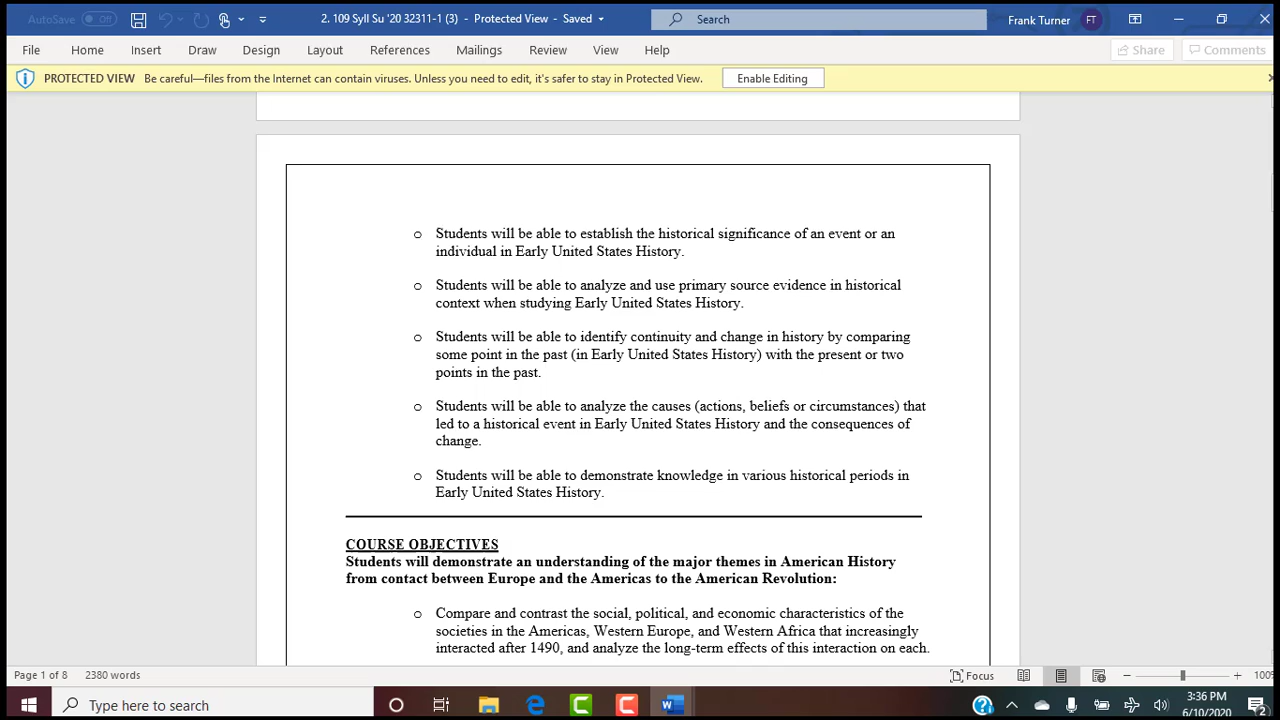 AutoSave Off 2. 109 Syll Su '20 32311-1 (3) - Protected View - Saved Search Frank Turner FT
File Home Insert Draw Design Layout References Mailings Review View Help Share Comments
PROTECTED VIEW Be careful—files from the Internet can contain viruses. Unless you need to edit, it's safer to stay in Protected View. Enable Editing
o Students will be able to establish the historical significance of an event or an
individual in Early United States History.
o Students will be able to analyze and use primary source evidence in historical
context when studying Early United States History.
o Students will be able to identify continuity and change in history by comparing
some point in the past (in Early United States History) with the present or two
points in the past.
o Students will be able to analyze the causes (actions, beliefs or circumstances) that
led to a historical event in Early United States History and the consequences of
change.
o Students will be able to demonstrate knowledge in various historical periods in
Early United States History.
COURSE OBJECTIVES
Students will demonstrate an understanding of the major themes in American History
from contact between Europe and the Americas to the American Revolution:
o Compare and contrast the social, political, and economic characteristics of the
societies in the Americas, Western Europe, and Western Africa that increasingly
interacted after 1490, and analyze the long-term effects of this interaction on each.
Page 1 of 8 2380 words Focus 100%
Type here to search 3:36 PM
6/10/2020 2